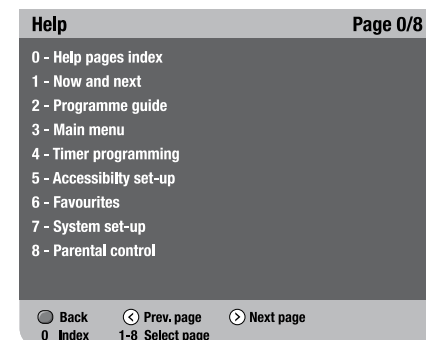 Help Page 0/8
0 - Help pages index
1 - Now and next
2 - Programme guide
3 - Main menu
4 - Timer programming
5 - Accessibilty set-up
6 - Favourites
7 - System set-up
8 - Parental control
Back Prev. page Next page
0 Index 1-8 Select page